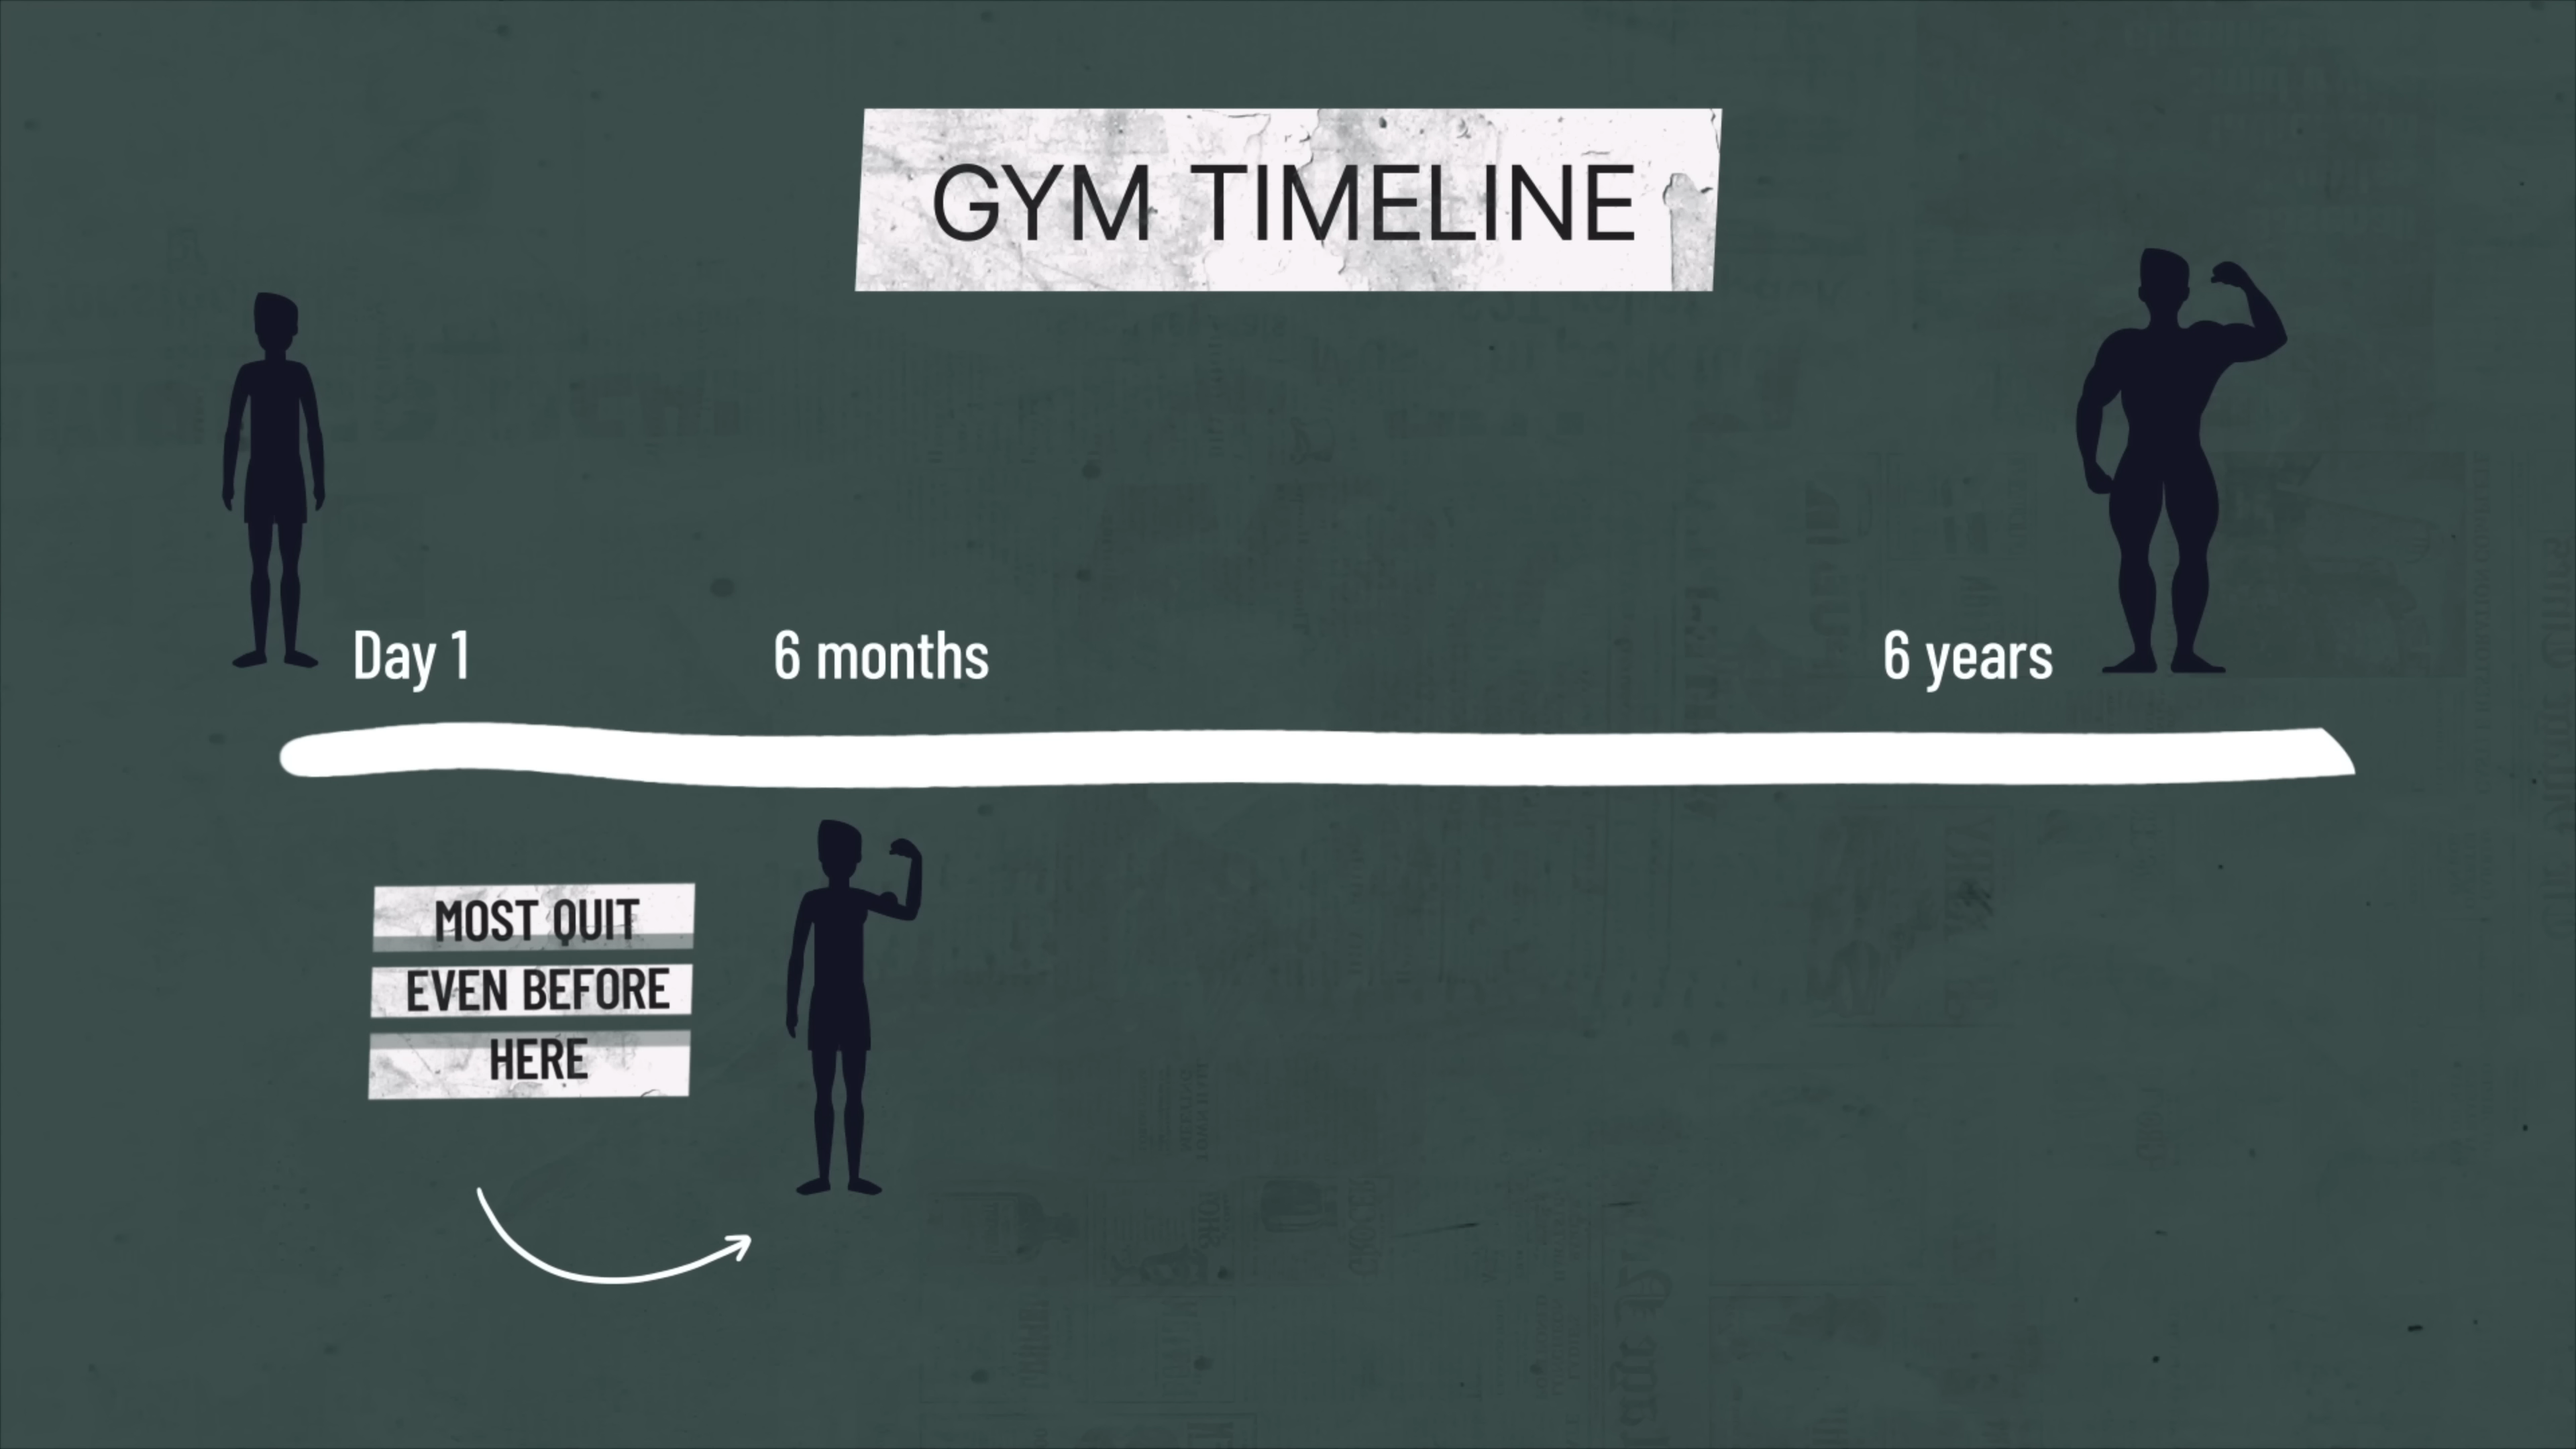 GYM TIMELINE
Day 1
6 months
6 years
MOST QUIT
EVEN BEFORE
HERE